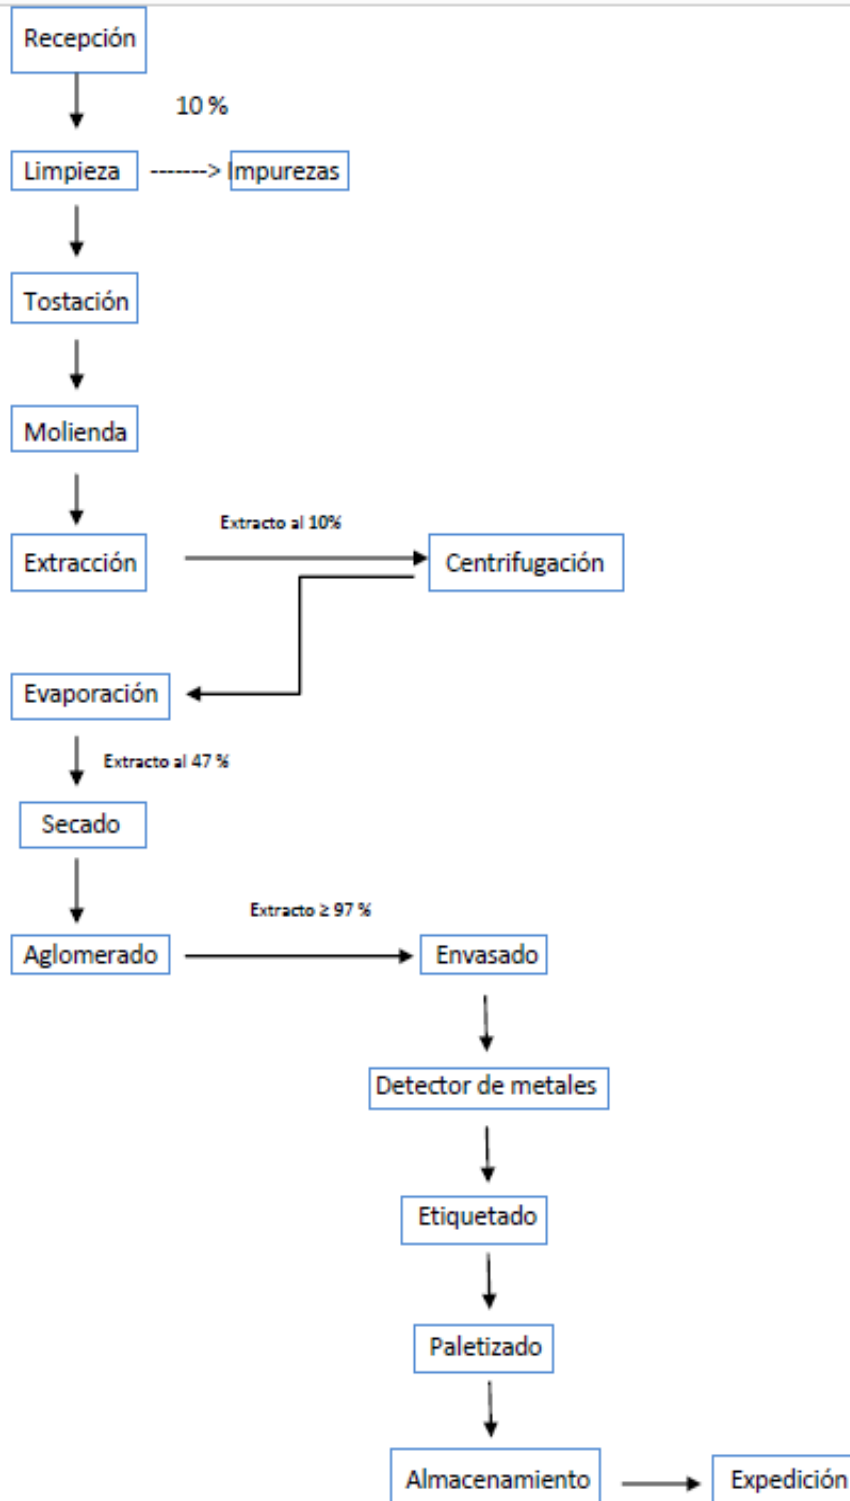 Recepción
10 %
Limpieza -------> Impurezas
Tostación
Molienda
Extracto al 10%
Extracción
Centrifugación
Evaporación
Extracto al 47 %
Secado
Extracto ≥ 97 %
Aglomerado
Envasado
Detector de metales
Etiquetado
Paletizado
Almacenamiento
Expedición